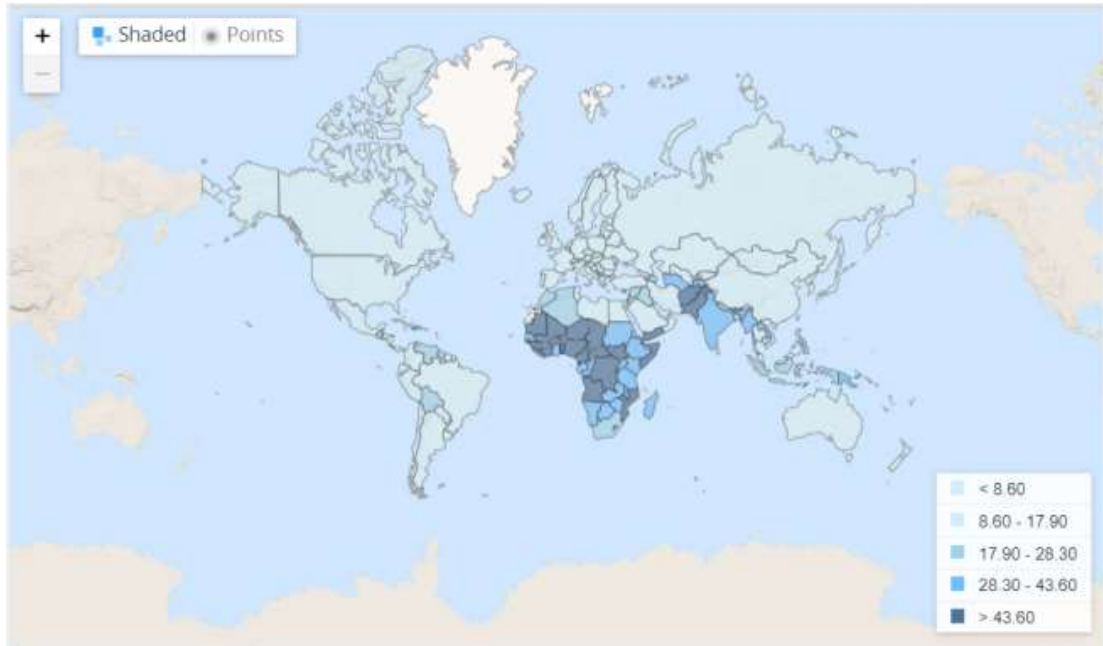 +
Shaded Points
−
< 8.60
8.60 - 17.90
17.90 - 28.30
28.30 - 43.60
> 43.60